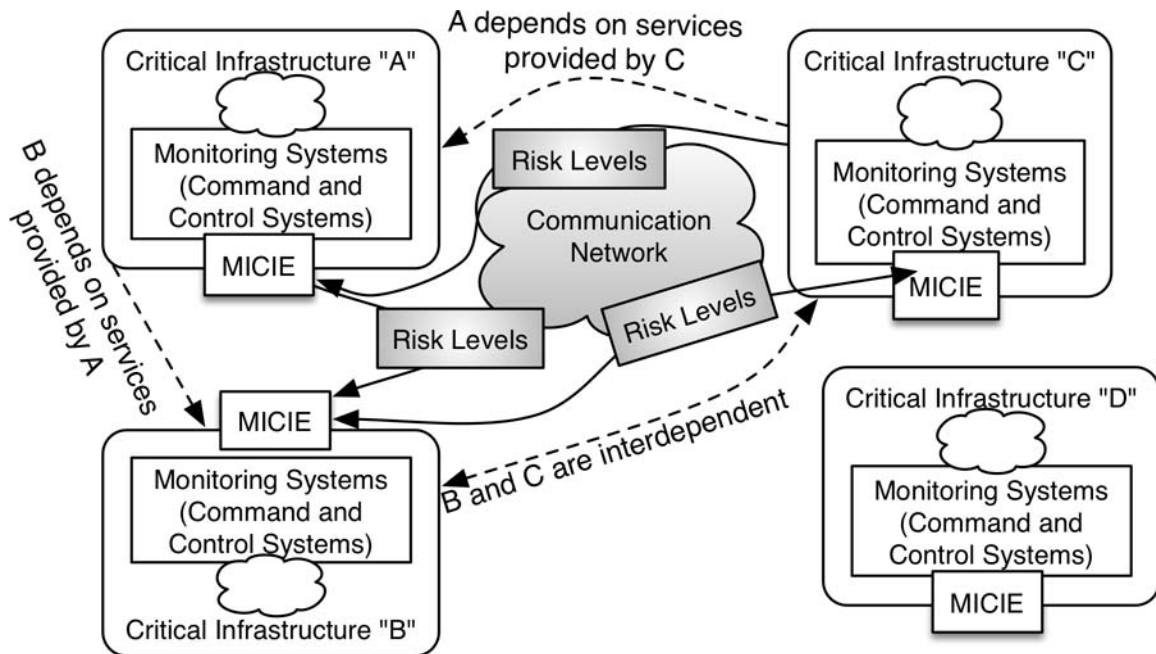 Critical Infrastructure "A"
Monitoring Systems
(Command and
Control Systems)
MICIE
A depends on services
provided by C
Critical Infrastructure "C"
Monitoring Systems
(Command and
Control Systems)
MICIE
Risk Levels
Communication
Network
Risk Levels
Risk Levels
B depends on services
provided by A
MICIE
Monitoring Systems
(Command and
Control Systems)
Critical Infrastructure "B"
B and C are interdependent
Critical Infrastructure "D"
Monitoring Systems
(Command and
Control Systems)
MICIE